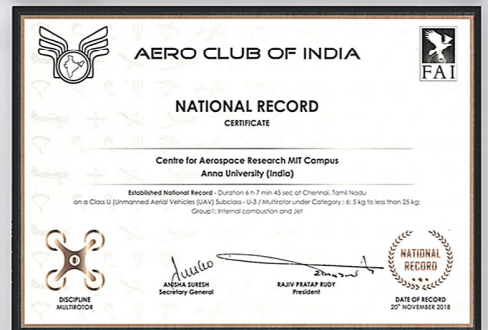 AERO CLUB OF INDIA
FAI
NATIONAL RECORD
CERTIFICATE
Centre for Aerospace Research MIT Campus
Anna University (India)
Established National Record - Duration 6 h 7 min 45 sec at Chennai, Tamil Nadu
on a Class U (Unmanned Aerial Vehicles (UAV) Subclass - U-3 / Multirotor under Category : 6: 5 kg to less than 25 kg;
Group1: Internal combustion and Jet
NATIONAL
RECORD
DISCIPLINE
MULTIROTOR
ANISHA SURESH
Secretary General
RAJIV PRATAP RUDY
President
DATE OF RECORD
20th NOVEMBER 2018